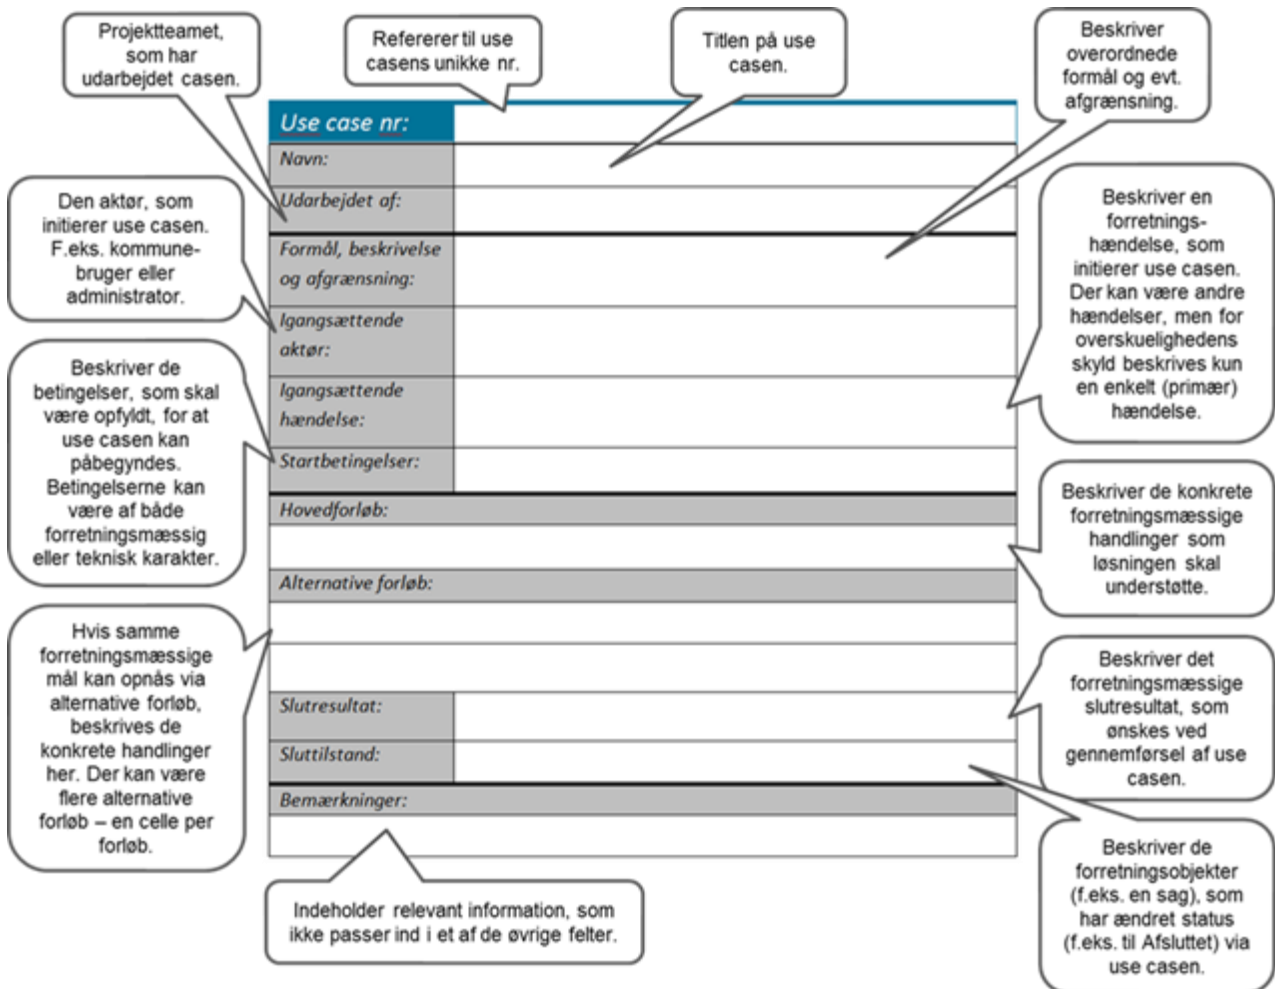 Projektteamet,
som har
udarbejdet casen.
Refererer til use
casens unikke nr.
Titlen på use
casen.
Beskriver
overordnede
formål og evt.
afgrænsning.
Use case nr:
Navn:
Udarbejdet af:
Formål, beskrivelse
og afgrænsning:
Igangsættende
aktør:
Igangsættende
hændelse:
Startbetingelser:
Hovedforløb:
Alternative forløb:
Slutresultat:
Sluttilstand:
Bemærkninger:
Den aktør, som
initierer use casen.
F.eks. kommune-
bruger eller
administrator.
Beskriver de
betingelser, som skal
være opfyldt, for at
use casen kan
påbegyndes.
Betingelserne kan
være af både
forretningsmæssig
eller teknisk karakter.
Hvis samme
forretningsmæssige
mål kan opnås via
alternative forløb,
beskrives de
konkrete handlinger
her. Der kan være
flere alternative
forløb – en celle per
forløb.
Beskriver en
forretnings-
hændelse, som
initierer use casen.
Der kan være andre
hændelser, men for
overskuelighedens
skyld beskrives kun
en enkelt (primær)
hændelse.
Beskriver de konkrete
forretningsmæssige
handlinger som
løsningen skal
understøtte.
Beskriver det
forretningsmæssige
slutresultat, som
ønskes ved
gennemførsel af use
casen.
Beskriver de
forretningsobjekter
(f.eks. en sag), som
har ændret status
(f.eks. til Afsluttet) via
use casen.
Indeholder relevant information, som
ikke passer ind i et af de øvrige felter.